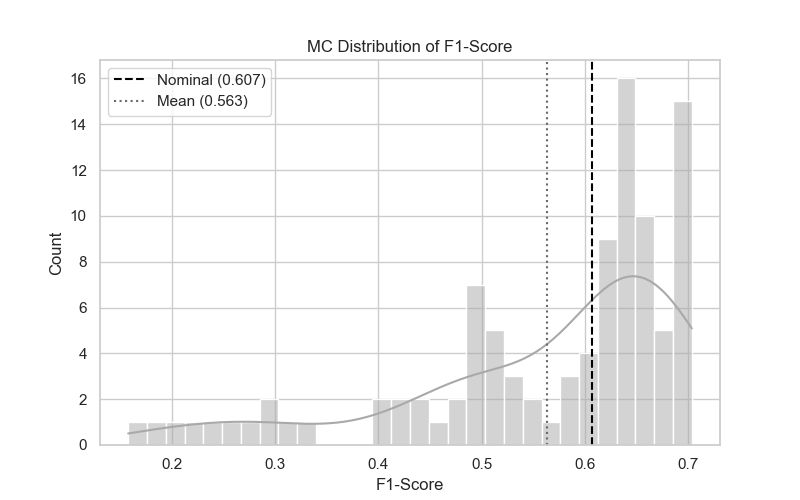 MC Distribution of F1-Score
Nominal (0.607)
Mean (0.563)
16
14
12
10
8
6
4
2
0
Count
0.2 0.3 0.4 0.5 0.6 0.7
F1-Score